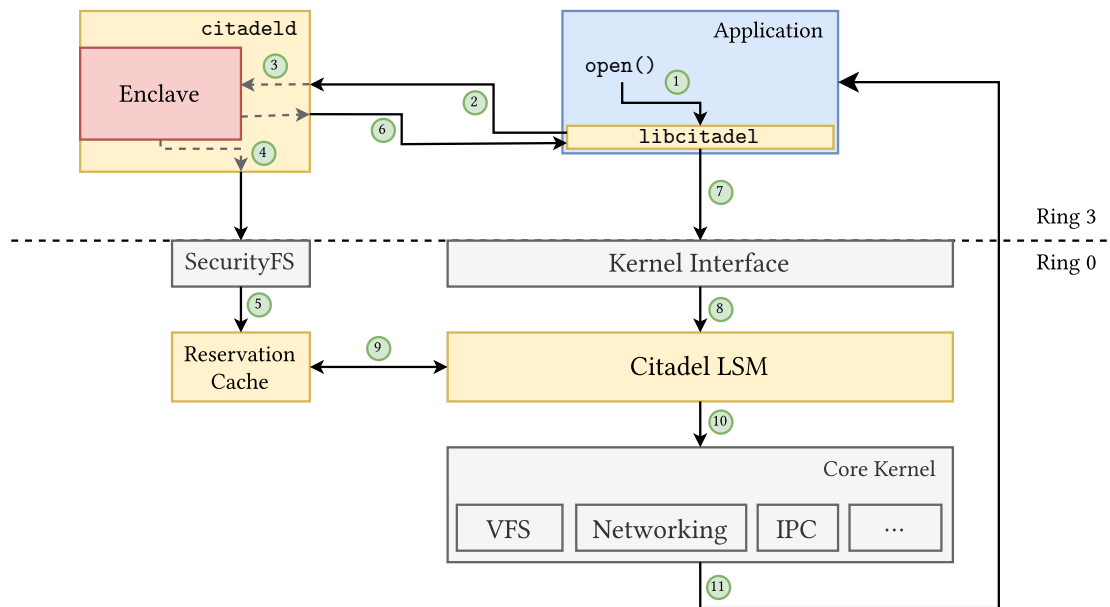 citadeld
Application
Enclave
open()
libcitadel
1
2
3
4
6
7
Ring 3
Ring 0
SecurityFS
Kernel Interface
5
8
Reservation
Cache
9
Citadel LSM
10
Core Kernel
VFS
Networking
IPC
...
11